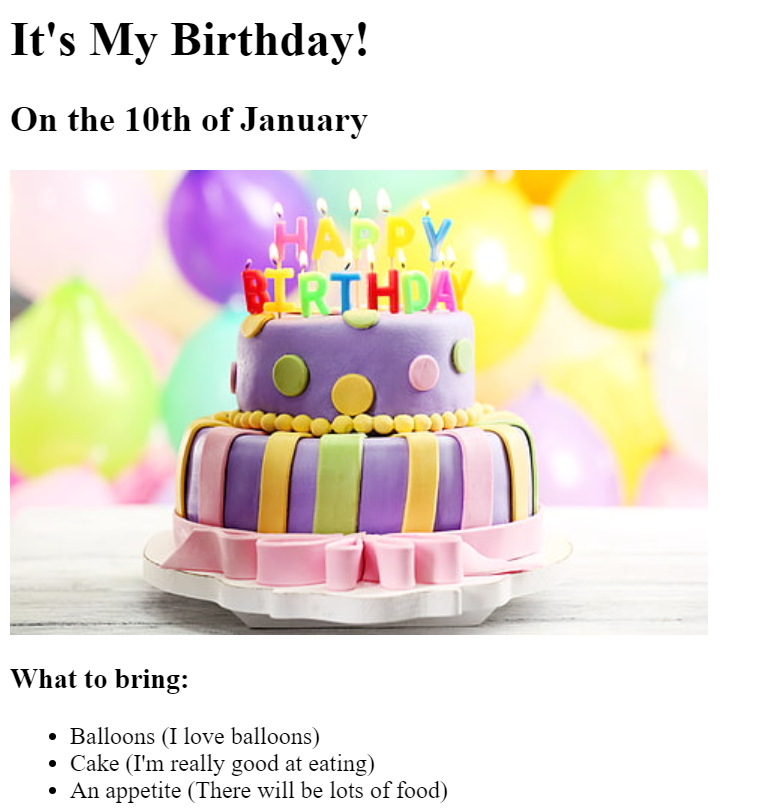 It's My Birthday!
On the 10th of January
HAPPY
BIRTHDAY
What to bring:
Balloons (I love balloons)
Cake (I'm really good at eating)
An appetite (There will be lots of food)